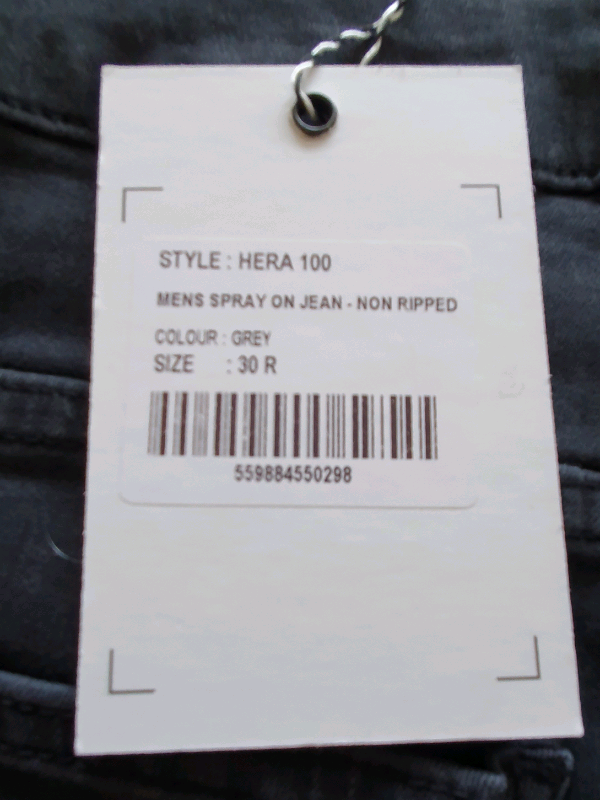 STYLE : HERA 100
MENS SPRAY ON JEAN - NON RIPPED
COLOUR : GREY
SIZE : 30 R
559884550298